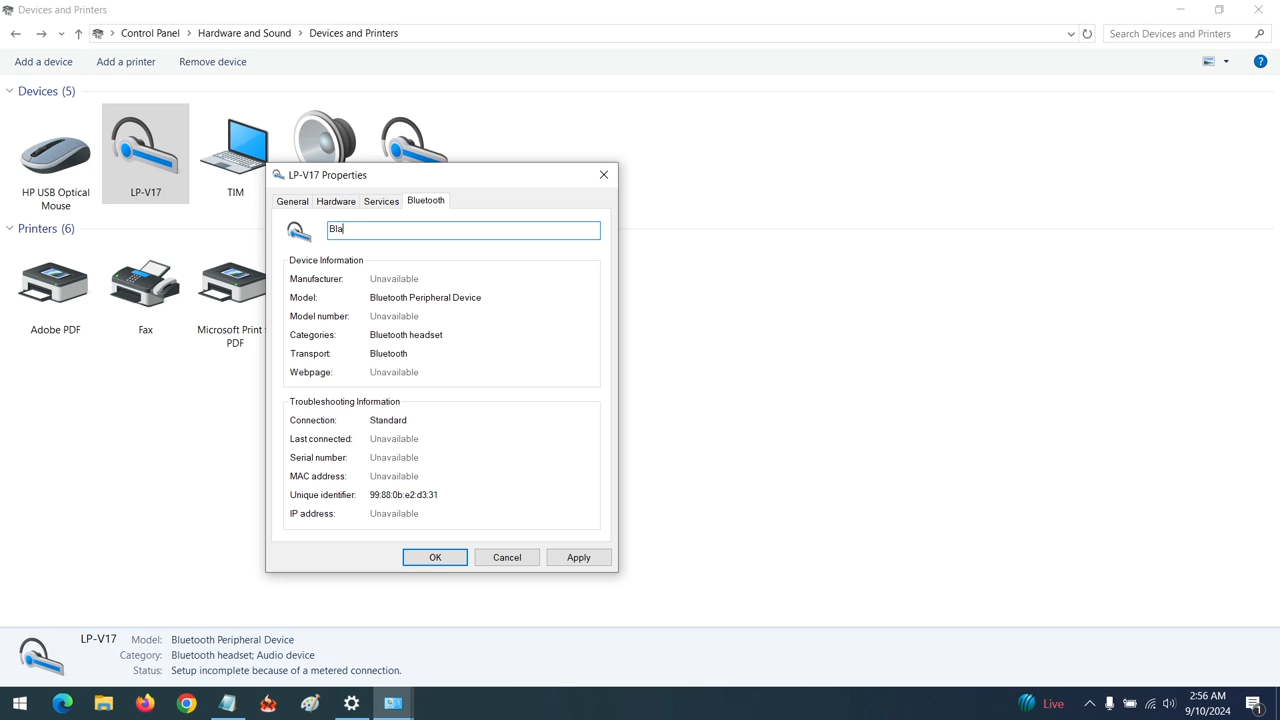 Devices and Printers
Control Panel > Hardware and Sound > Devices and Printers
Search Devices and Printers
Add a device Add a printer Remove device
Devices (5)
HP USB Optical
Mouse
LP-V17
TIM
Printers (6)
Adobe PDF
Fax
Microsoft Print t
PDF
LP-V17 Properties
General Hardware Services Bluetooth
Bla
Device Information
Manufacturer: Unavailable
Model: Bluetooth Peripheral Device
Model number: Unavailable
Categories: Bluetooth headset
Transport: Bluetooth
Webpage: Unavailable
Troubleshooting Information
Connection: Standard
Last connected: Unavailable
Serial number: Unavailable
MAC address: Unavailable
Unique identifier: 99:88:0b:e2:d3:31
IP address: Unavailable
OK Cancel Apply
LP-V17 Model: Bluetooth Peripheral Device
Category: Bluetooth headset; Audio device
Status: Setup incomplete because of a metered connection.
Live
2:56 AM
9/10/2024
1